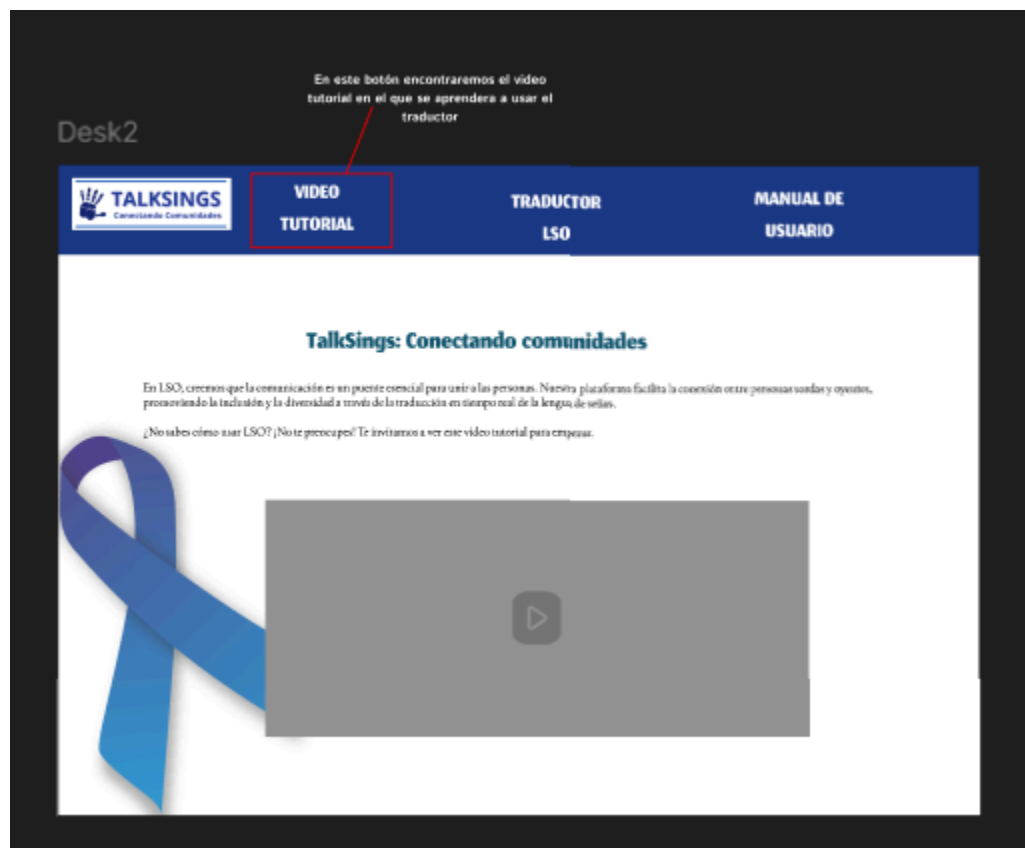 En este botón encontraremos el video
tutorial en el que se aprendera a usar el
traductor
Desk2
TALKSINGS
Conectando Comunidades
VIDEO
TUTORIAL
TRADUCTOR
LSO
MANUAL DE
USUARIO
TalkSings: Conectando comunidades
En LSO, creemos que la comunicación es un puente esencial para unir a las personas. Nuestra plataforma facilita la conexión entre personas sordas y oyentes,
promoviendo la inclusión y la diversidad a través de la traducción en tiempo real de la lengua de señas.
¿No sabes cómo usar LSO? ¡No te preocupes! Te invitamos a ver este video tutorial para empezar.